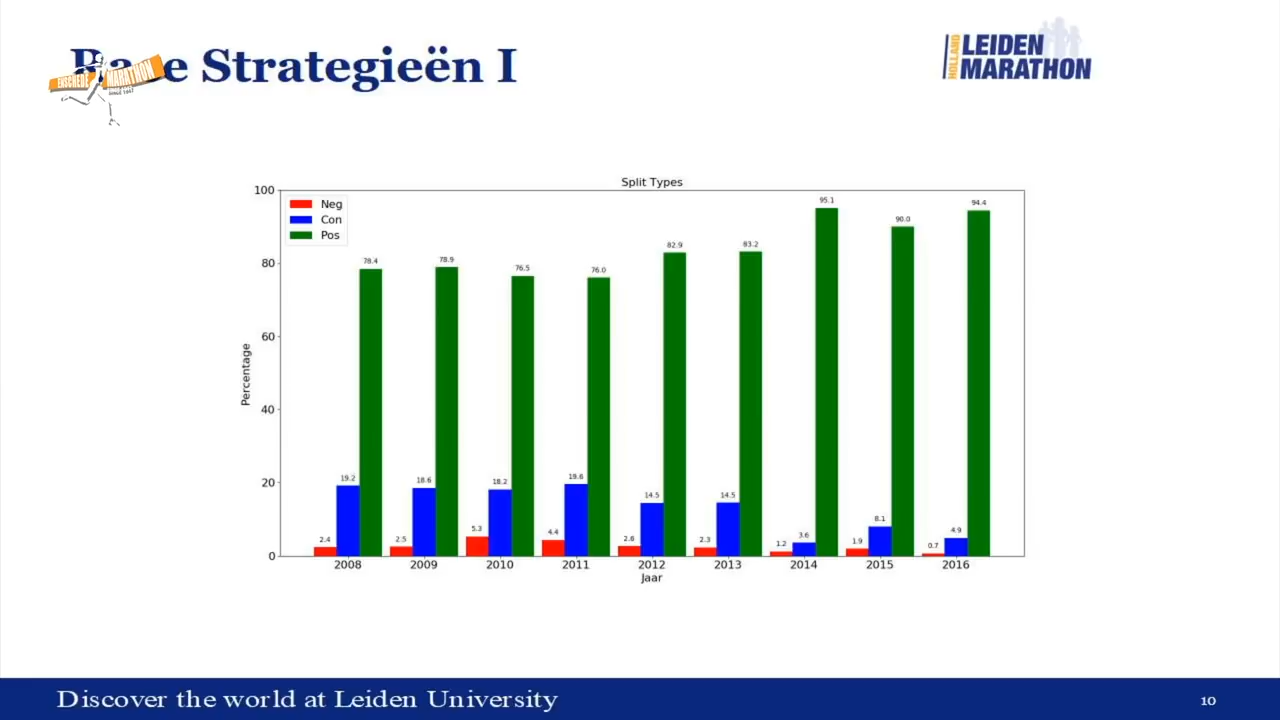 Strategieën I
ENSCHEDE MARATHON
HOLLAND
LEIDEN
MARATHON
Split Types
Neg
Con
Pos
Percentage
100
80
60
40
20
0
2.4 19.2 78.4
2.5 18.6 78.9
5.3 18.2 76.5
4.4 19.6 76.0
2.6 14.5 82.9
2.3 14.5 83.2
1.2 3.6 95.1
1.9 8.1 90.0
0.7 4.9 94.4
2008 2009 2010 2011 2012 2013 2014 2015 2016
Jaar
Discover the world at Leiden University
10